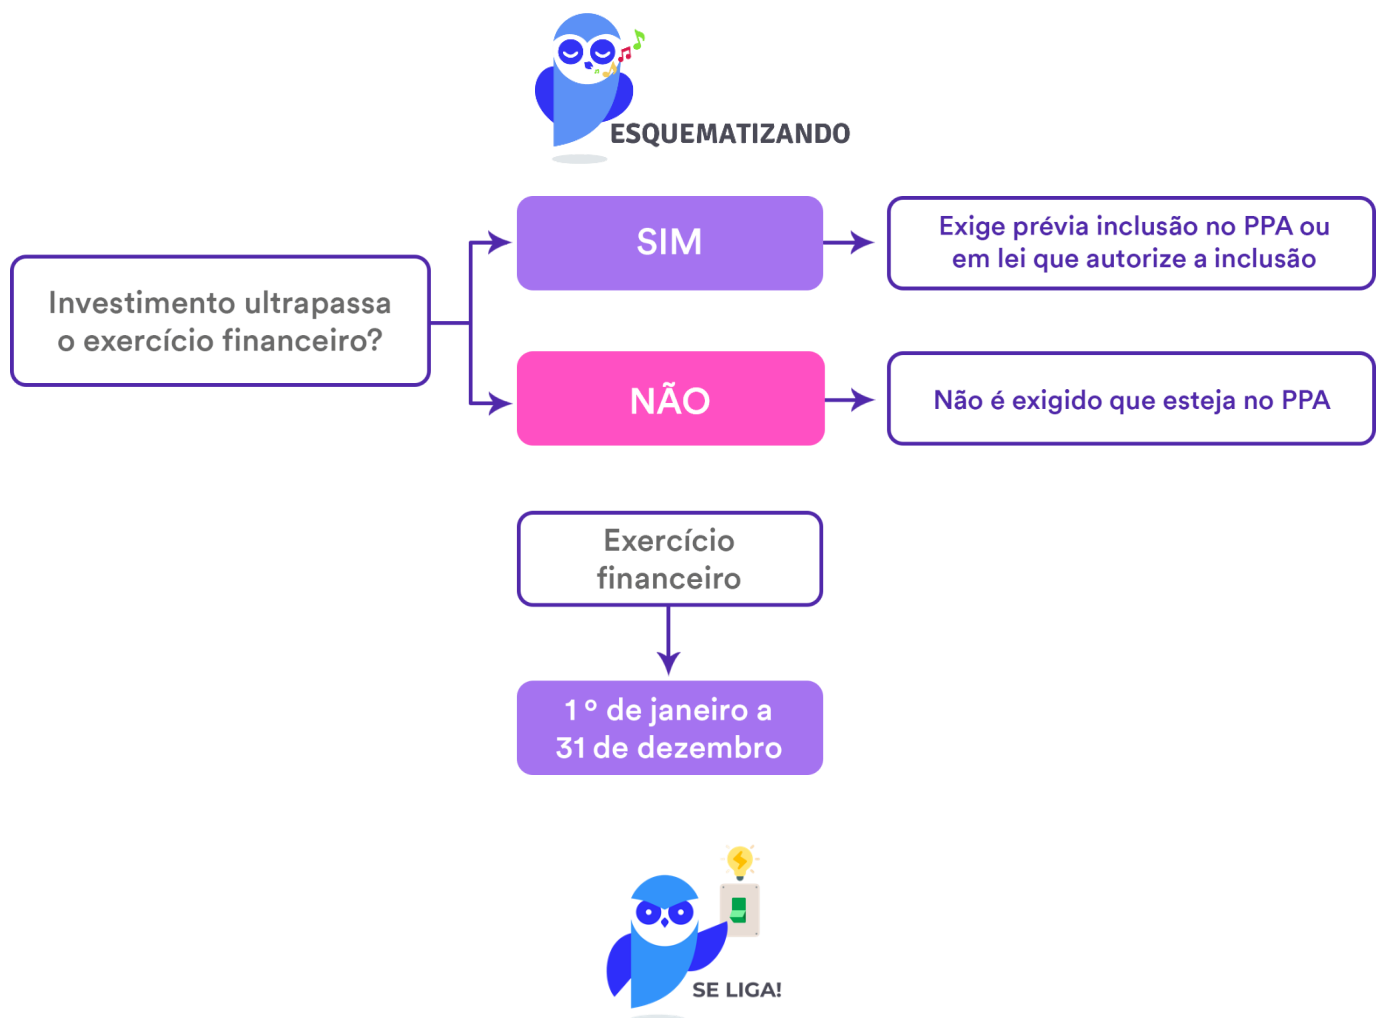 ESQUEMATIZANDO
SIM
Exige prévia inclusão no PPA ou
em lei que autorize a inclusão
Investimento ultrapassa
o exercício financeiro?
NÃO
Não é exigido que esteja no PPA
Exercício
financeiro
1 º de janeiro a
31 de dezembro
SE LIGA!